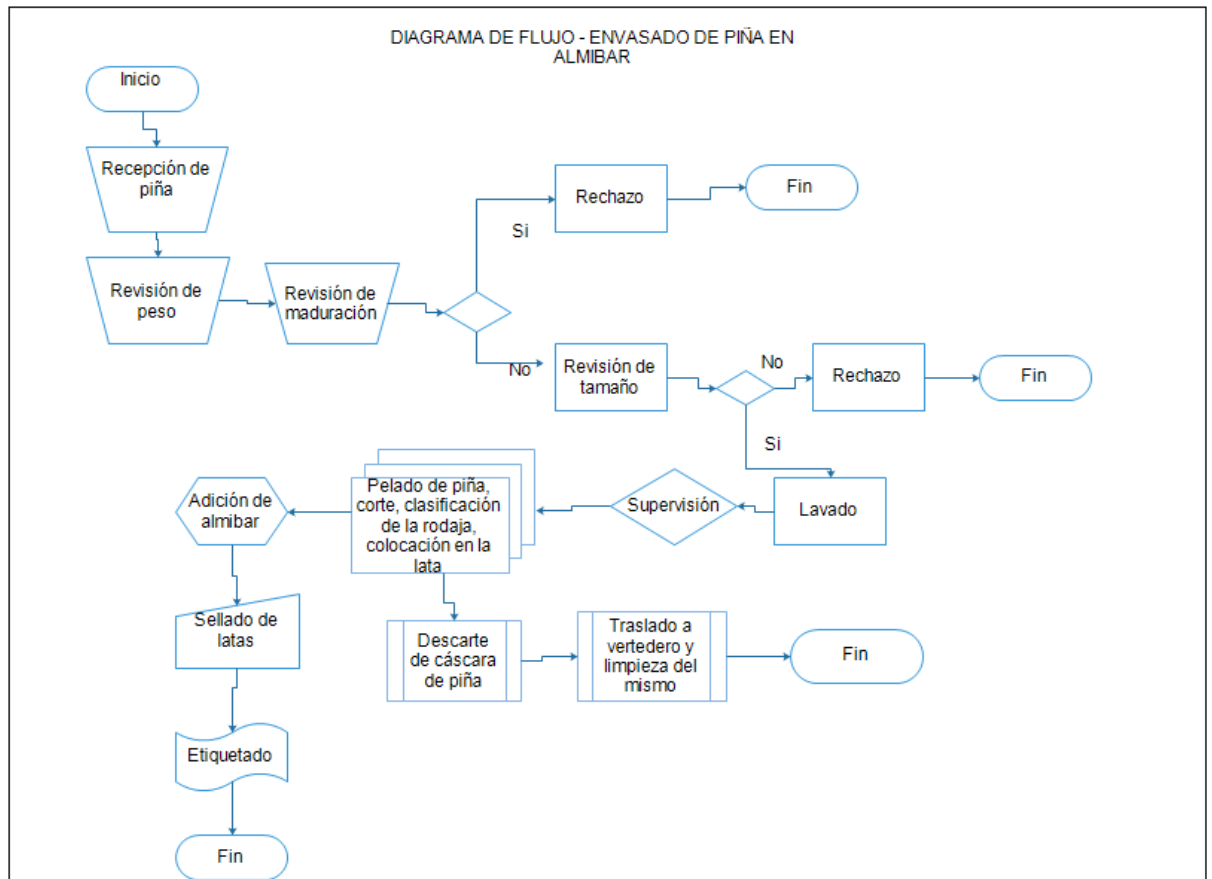 DIAGRAMA DE FLUJO - ENVASADO DE PIÑA EN
ALMIBAR
Inicio
Recepción de
piña
Revisión de
peso
Revisión de
maduración
Si
Rechazo
Fin
No
Revisión de
tamaño
No
Rechazo
Fin
Si
Lavado
Supervisión
Pelado de piña,
corte, clasificación
de la rodaja,
colocación en la
lata
Adición de
almibar
Sellado de
latas
Descarte
de cáscara
de piña
Traslado a
vertedero y
limpieza del
mismo
Fin
Etiquetado
Fin